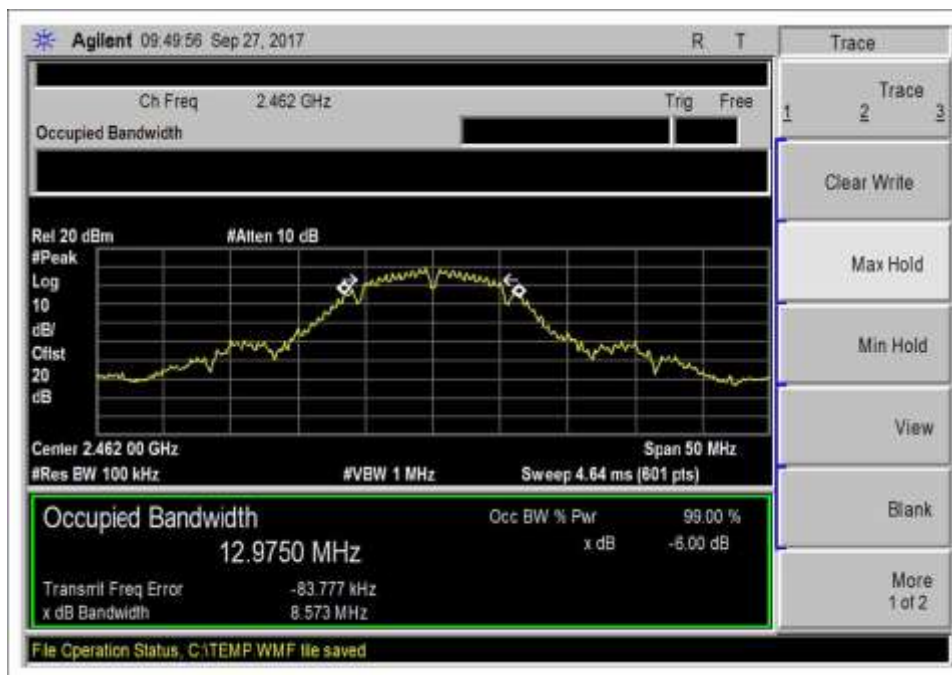 Agilent 09:49:56 Sep 27, 2017 R T
Trace
Ch Freq 2.462 GHz Trig Free
Occupied Bandwidth
Trace
1 2 3
Clear Write
Max Hold
Min Hold
View
Blank
More
1 of 2
Rel 20 dBm #Atten 10 dB
#Peak
Log
10
dB/
Offst
20
dB
Center 2.462 00 GHz Span 50 MHz
#Res BW 100 kHz #VBW 1 MHz Sweep 4.64 ms (601 pts)
Occupied Bandwidth
12.9750 MHz
Occ BW % Pwr 99.00 %
x dB -6.00 dB
Transmit Freq Error -83.777 kHz
x dB Bandwidth 8.573 MHz
File Operation Status, C:\TEMP.WMF file saved